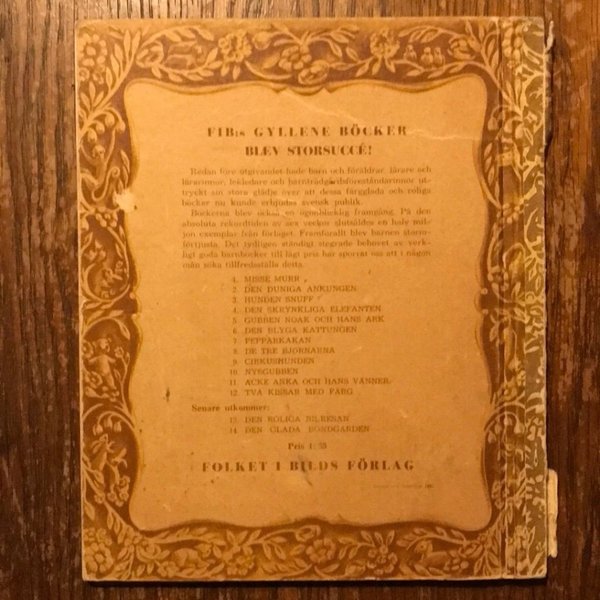 FIB:s GYLLENE BÖCKER
BLEV STORSUCCÉ!
Redan före utgivandet hade barn och föräldrar, lärare och
lärarinnor, lekledare och barnträdgårdsföreståndarinnor ut-
tryckt sin stora glädje över att dessa färgglada och roliga
böcker nu kunde erbjudas svensk publik.
Böckerna blev också en ögonblicklig framgång. På den
absoluta rekordtiden av sex veckor slutsåldes en halv mil-
jon exemplar från förlaget. Framförallt blev barnen stor-
förtjusta. Det tydligen ständigt stegrade behovet av verk-
ligt goda barnböcker till lågt pris har sporrat oss att i någon
mån söka tillfredsställa detta.
1. MISSE MURR
2. DEN DUNIGA ANKUNGEN
3. HUNDEN SNUFF
4. DEN SKRYNKLIGA ELEFANTEN
5. GUBBEN NOAK OCH HANS ARK
6. DEN BLYGA KATTUNGEN
7. PEPPARKAKAN
8. DE TRE BJÖRNARNA
9. CIRKUSHUNDEN
10. NYSGUBBEN
11. ACKE ANKA OCH HANS VÄNNER
12. TVÅ KISSAR MED FÄRG
Senare utkommer:
13. DEN ROLIGA BILRESAN
14. DEN GLADA BONDGÅRDEN
Pris 1: 35
FOLKET I BILDS FÖRLAG